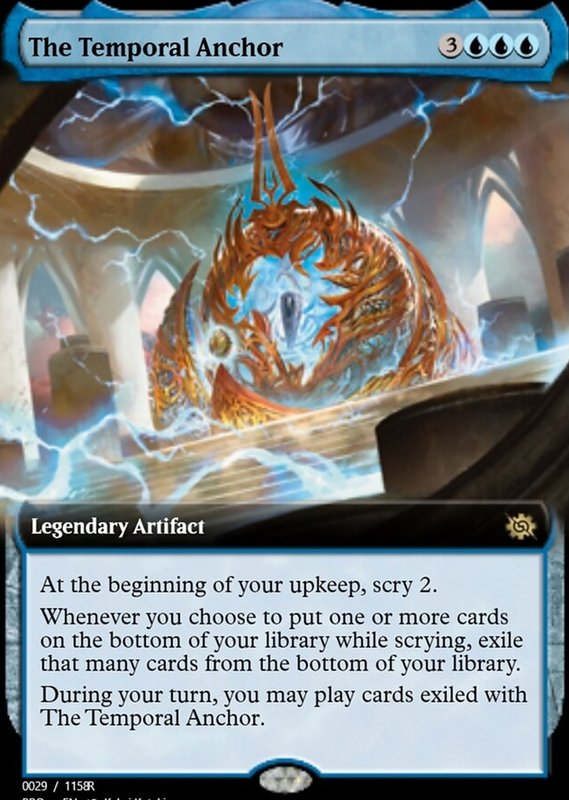 The Temporal Anchor 3
Legendary Artifact
At the beginning of your upkeep, scry 2.
Whenever you choose to put one or more cards
on the bottom of your library while scrying, exile
that many cards from the bottom of your library.
During your turn, you may play cards exiled with
The Temporal Anchor.
0029 / 1158R